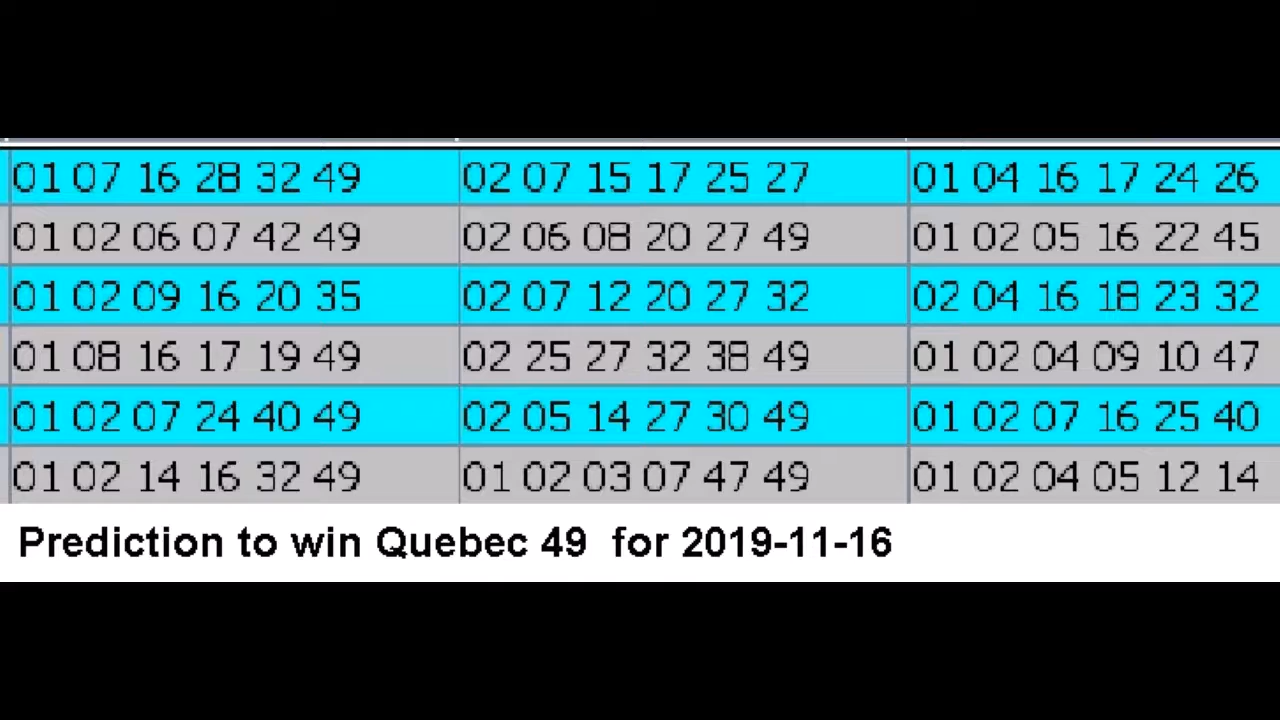 01 07 16 28 32 49 02 07 15 17 25 27 01 04 16 17 24 26
01 02 06 07 42 49 02 06 08 20 27 49 01 02 05 16 22 45
01 02 09 16 20 35 02 07 12 20 27 32 02 04 16 18 23 32
01 08 16 17 19 49 02 25 27 32 38 49 01 02 04 09 10 47
01 02 07 24 40 49 02 05 14 27 30 49 01 02 07 16 25 40
01 02 14 16 32 49 01 02 03 07 47 49 01 02 04 05 12 14
Prediction to win Quebec 49 for 2019-11-16